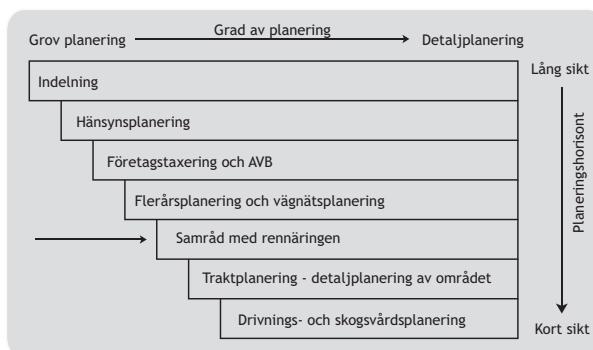 Grad av planering
Grov planering
Detaljplanering
Lång sikt
Indelning
Hänsynsplanering
Företagstaxering och AVB
Flerårsplanering och vägnätsplanering
Samråd med rennäringen
Traktplanering - detaljplanering av området
Drivnings- och skogsvårdsplanering
Planeringshorisont
Kort sikt